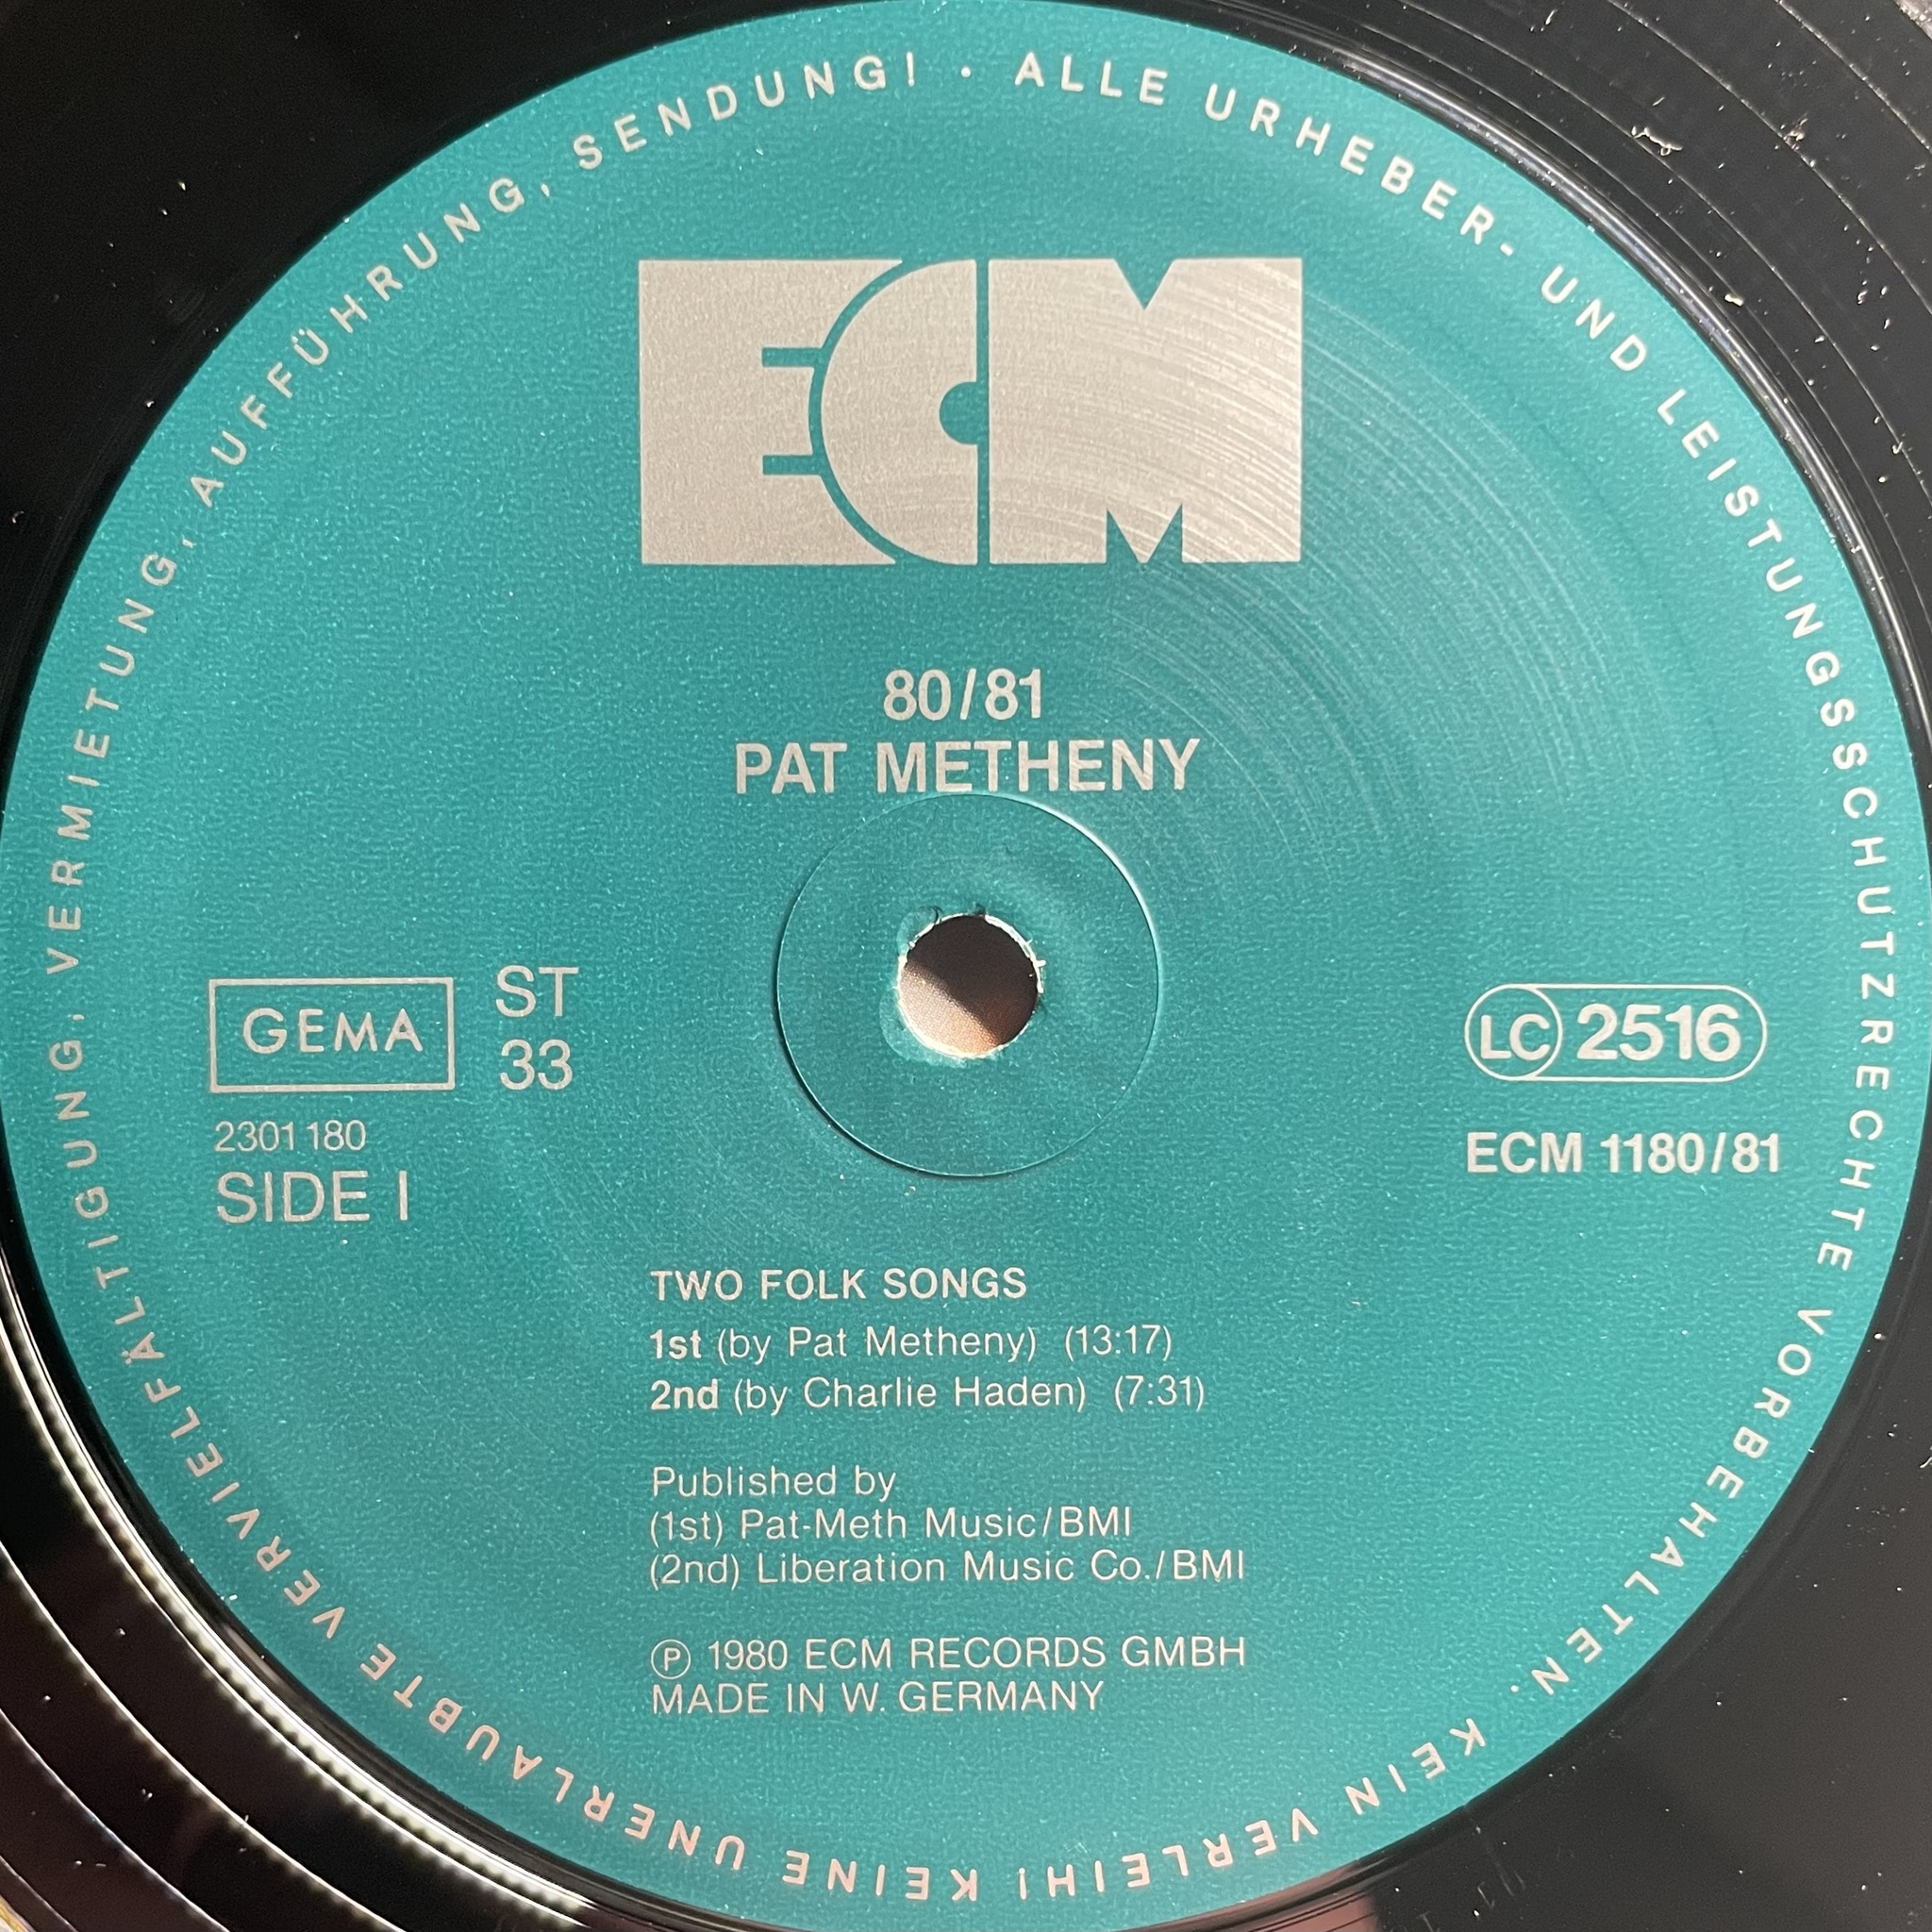 ALLE URHEBER- UND LEISTUNGSSCHUTZRECHTE VORBEHALTEN. KEIN VERLEIH! KEINE UNERLAUBTE VERVIELFÄLTIGUNG, VERMIETUNG, AUFFÜHRUNG, SENDUNG! •
ECM
80/81
PAT METHENY
GEMA
ST
33
2301 180
SIDE I
LC 2516
ECM 1180/81
TWO FOLK SONGS
1st (by Pat Metheny) (13:17)
2nd (by Charlie Haden) (7:31)
Published by
(1st) Pat-Meth Music/BMI
(2nd) Liberation Music Co./BMI
Ⓟ 1980 ECM RECORDS GMBH
MADE IN W. GERMANY